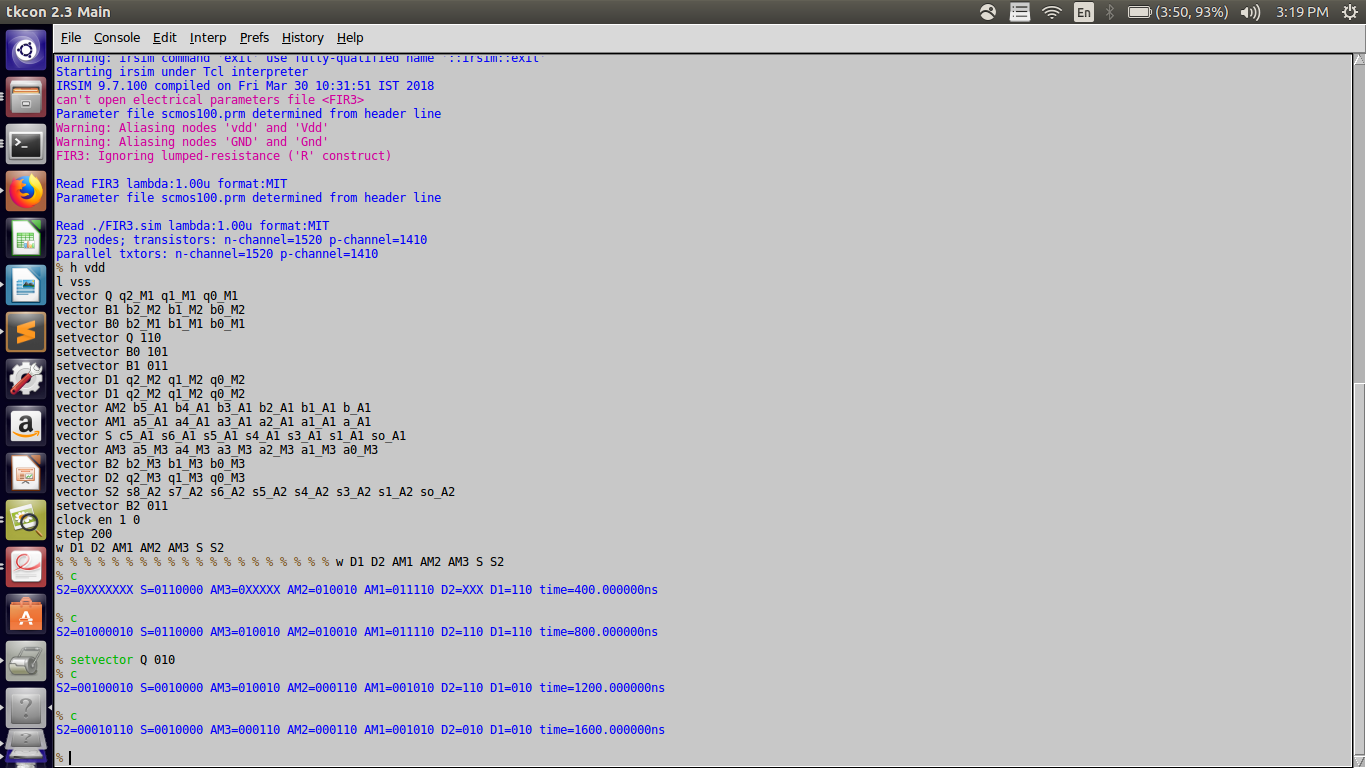 tkcon 2.3 Main
En
(3:50, 93%)
3:19 PM
File Console Edit Interp Prefs History Help
Warning: irsim command 'exit' use fully-qualified name '::irsim::exit'
Starting irsim under Tcl interpreter
IRSIM 9.7.100 compiled on Fri Mar 30 10:31:51 IST 2018
can't open electrical parameters file <FIR3>
Parameter file scmos100.prm determined from header line
Warning: Aliasing nodes 'vdd' and 'Vdd'
Warning: Aliasing nodes 'GND' and 'Gnd'
FIR3: Ignoring lumped-resistance ('R' construct)
Read FIR3 lambda:1.00u format:MIT
Parameter file scmos100.prm determined from header line
Read ./FIR3.sim lambda:1.00u format:MIT
723 nodes; transistors: n-channel=1520 p-channel=1410
parallel txtors: n-channel=1520 p-channel=1410
% h vdd
l vss
vector Q q2_M1 q1_M1 q0_M1
vector B1 b2_M2 b1_M2 b0_M2
vector B0 b2_M1 b1_M1 b0_M1
setvector Q 110
setvector B0 101
setvector B1 011
vector D1 q2_M2 q1_M2 q0_M2
vector D1 q2_M2 q1_M2 q0_M2
vector AM2 b5_A1 b4_A1 b3_A1 b2_A1 b1_A1 b_A1
vector AM1 a5_A1 a4_A1 a3_A1 a2_A1 a1_A1 a_A1
vector S c5_A1 s6_A1 s5_A1 s4_A1 s3_A1 s1_A1 so_A1
vector AM3 a5_M3 a4_M3 a3_M3 a2_M3 a1_M3 a0_M3
vector B2 b2_M3 b1_M3 b0_M3
vector D2 q2_M3 q1_M3 q0_M3
vector S2 s8_A2 s7_A2 s6_A2 s5_A2 s4_A2 s3_A2 s1_A2 so_A2
setvector B2 011
clock en 1 0
step 200
w D1 D2 AM1 AM2 AM3 S S2
% % % % % % % % % % % % % % % % % % % % w D1 D2 AM1 AM2 AM3 S S2
% c
S2=0XXXXXXX S=0110000 AM3=0XXXXX AM2=010010 AM1=011110 D2=XXX D1=110 time=400.000000ns
% c
S2=01000010 S=0110000 AM3=010010 AM2=010010 AM1=011110 D2=110 D1=110 time=800.000000ns
% setvector Q 010
% c
S2=00100010 S=0010000 AM3=010010 AM2=000110 AM1=001010 D2=110 D1=010 time=1200.000000ns
% c
S2=00010110 S=0010000 AM3=000110 AM2=000110 AM1=001010 D2=010 D1=010 time=1600.000000ns
%